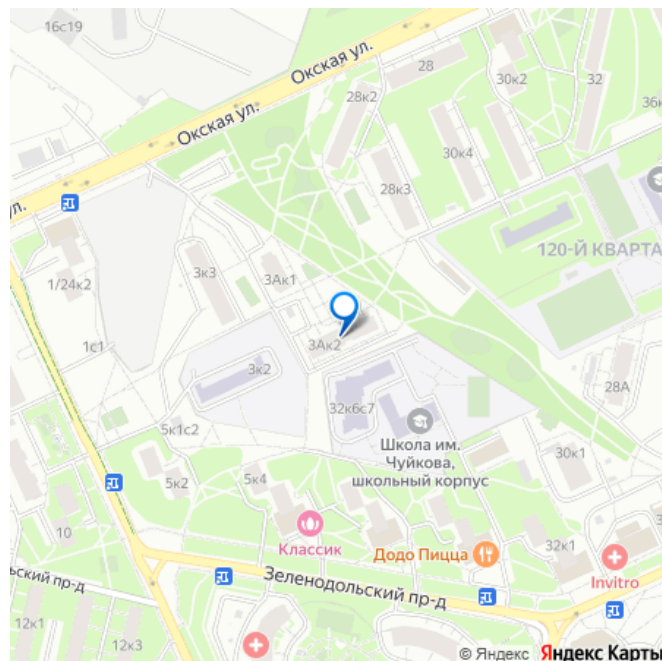 16с19
Окская ул.
28
30к2
32
28к2
36к
Окская ул.
30к4
28к3
ул.
120-Й КВАРТА
3к3
3Ак1
1/24к2
1с1
3Ак2
28А
3к2
32к6с7
Школа им.
Чуйкова,
школьный корпус
5к1с2
30к1
5к2
5к4
10
Классик
Додо Пицца
32к1
Invitro
льский пр-д
Зеленодольский пр-д
12к1
12к3
© Яндекс Яндекс Карты